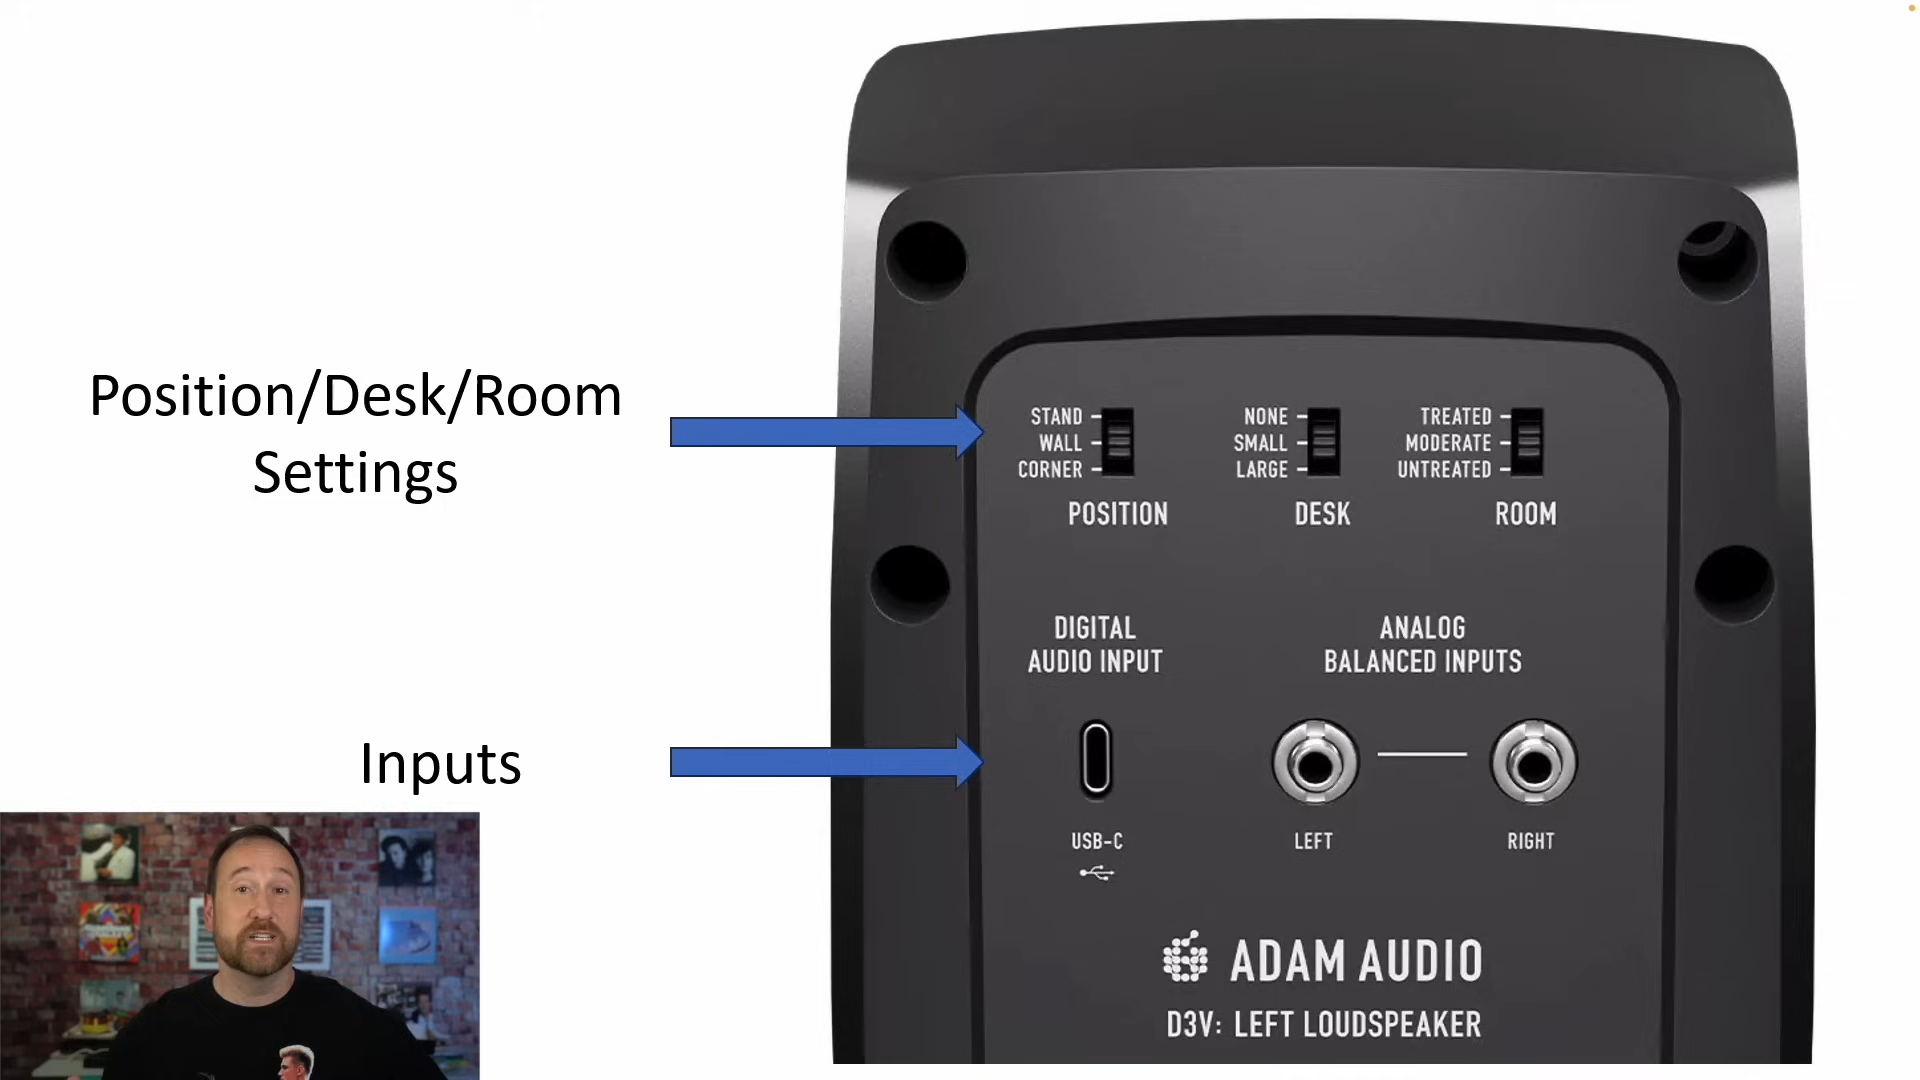 Position/Desk/Room
Settings
STAND
WALL
CORNER
POSITION
NONE
SMALL
LARGE
DESK
TREATED
MODERATE
UNTREATED
ROOM
DIGITAL
AUDIO INPUT
ANALOG
BALANCED INPUTS
Inputs
USB-C
LEFT
RIGHT
ADAM AUDIO
D3V: LEFT LOUDSPEAKER